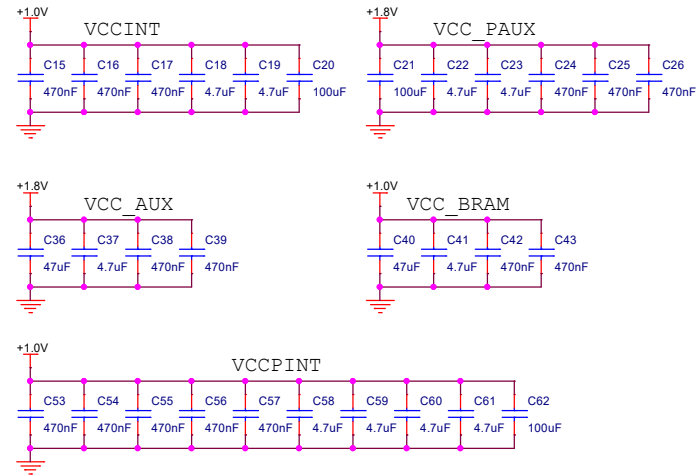 +1.0V
VCCINT
C15 C16 C17 C18 C19 C20
470nF 470nF 470nF 4.7uF 4.7uF 100uF
+1.8V
VCC_PAUX
C21 C22 C23 C24 C25 C26
100uF 4.7uF 4.7uF 470nF 470nF 470nF
+1.8V
VCC_AUX
C36 C37 C38 C39
47uF 4.7uF 470nF 470nF
+1.0V
VCC_BRAM
C40 C41 C42 C43
47uF 4.7uF 470nF 470nF
+1.0V
VCCPINT
C53 C54 C55 C56 C57 C58 C59 C60 C61 C62
470nF 470nF 470nF 470nF 470nF 4.7uF 4.7uF 4.7uF 4.7uF 100uF